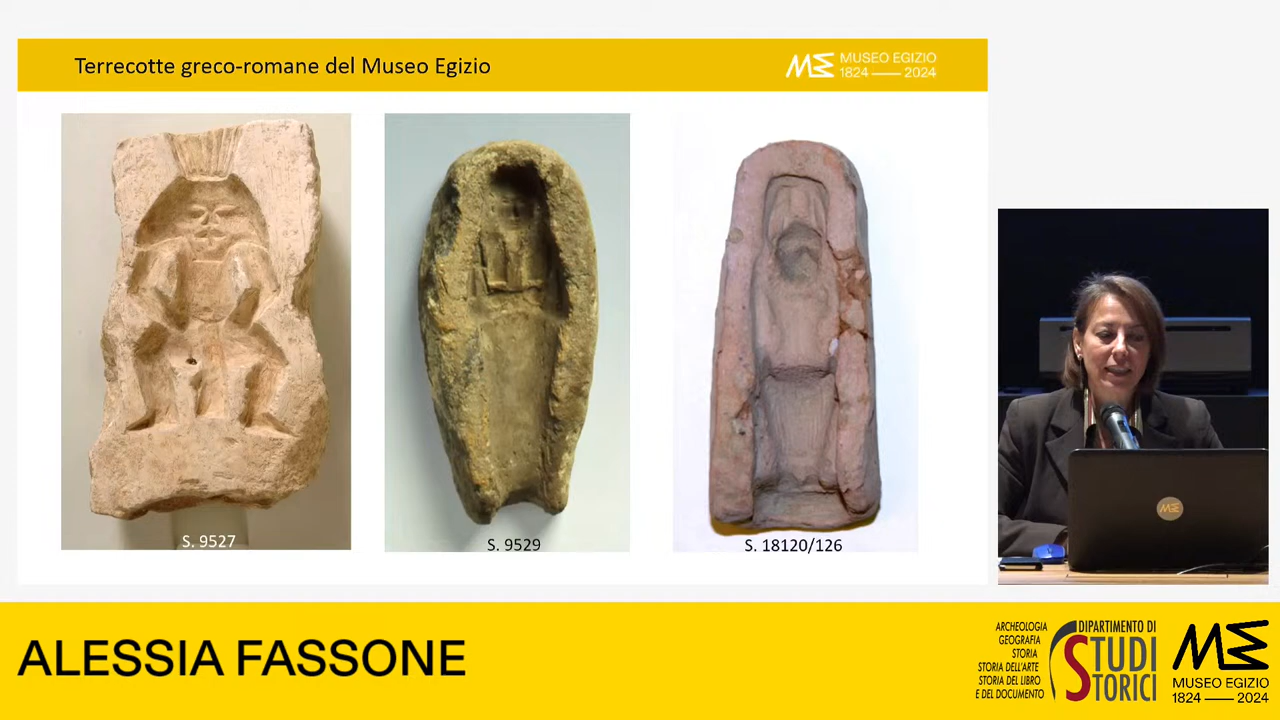 Terrecotte greco-romane del Museo Egizio
MUSEO EGIZIO
1824 — 2024
S. 9527
S. 9529
S. 18120/126
ALESSIA FASSONE
ARCHEOLOGIA
GEOGRAFIA
STORIA
STORIA DELL'ARTE
STORIA DEL LIBRO
E DEL DOCUMENTO
DIPARTIMENTO DI
STUDI
STORICI
MUSEO EGIZIO
1824 — 2024